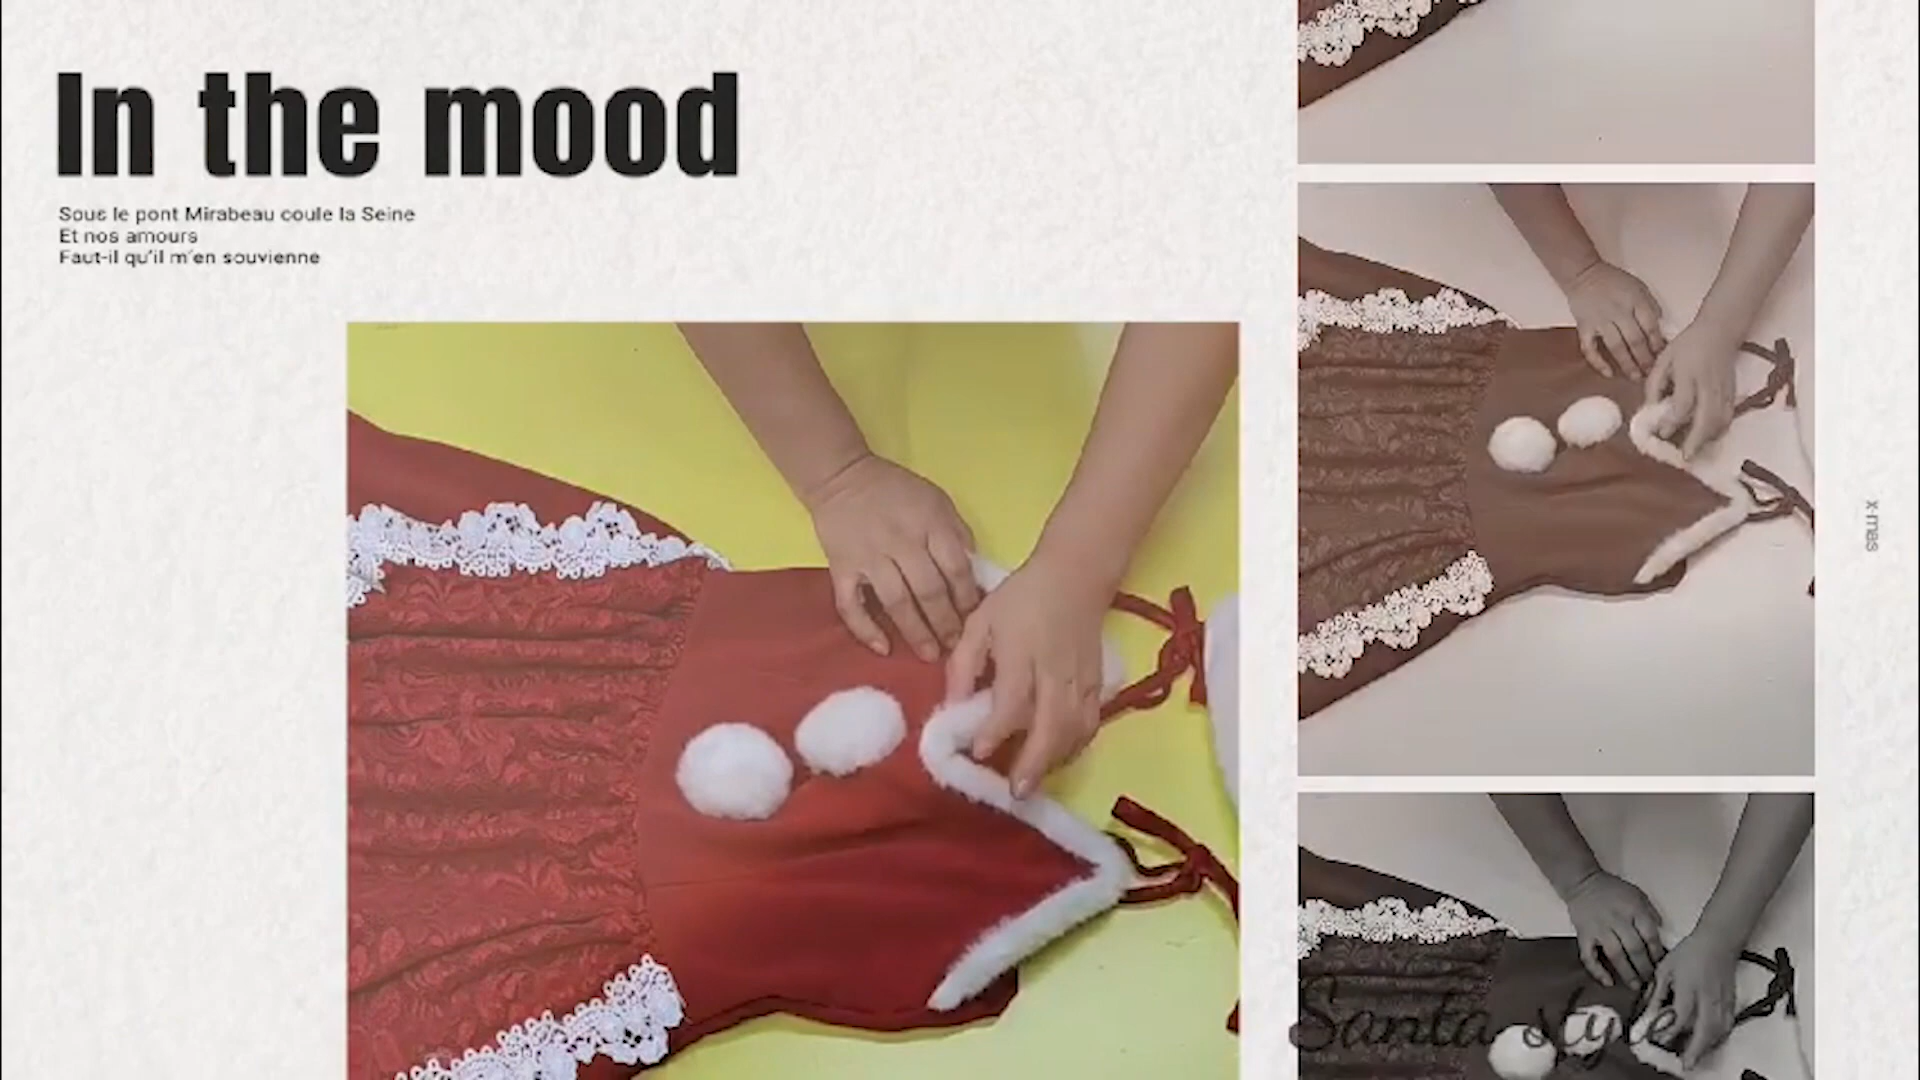 In the mood
Sous le pont Mirabeau coule la Seine
Et nos amours
Faut-il qu'il m'en souvienne
x-mas
Santa style